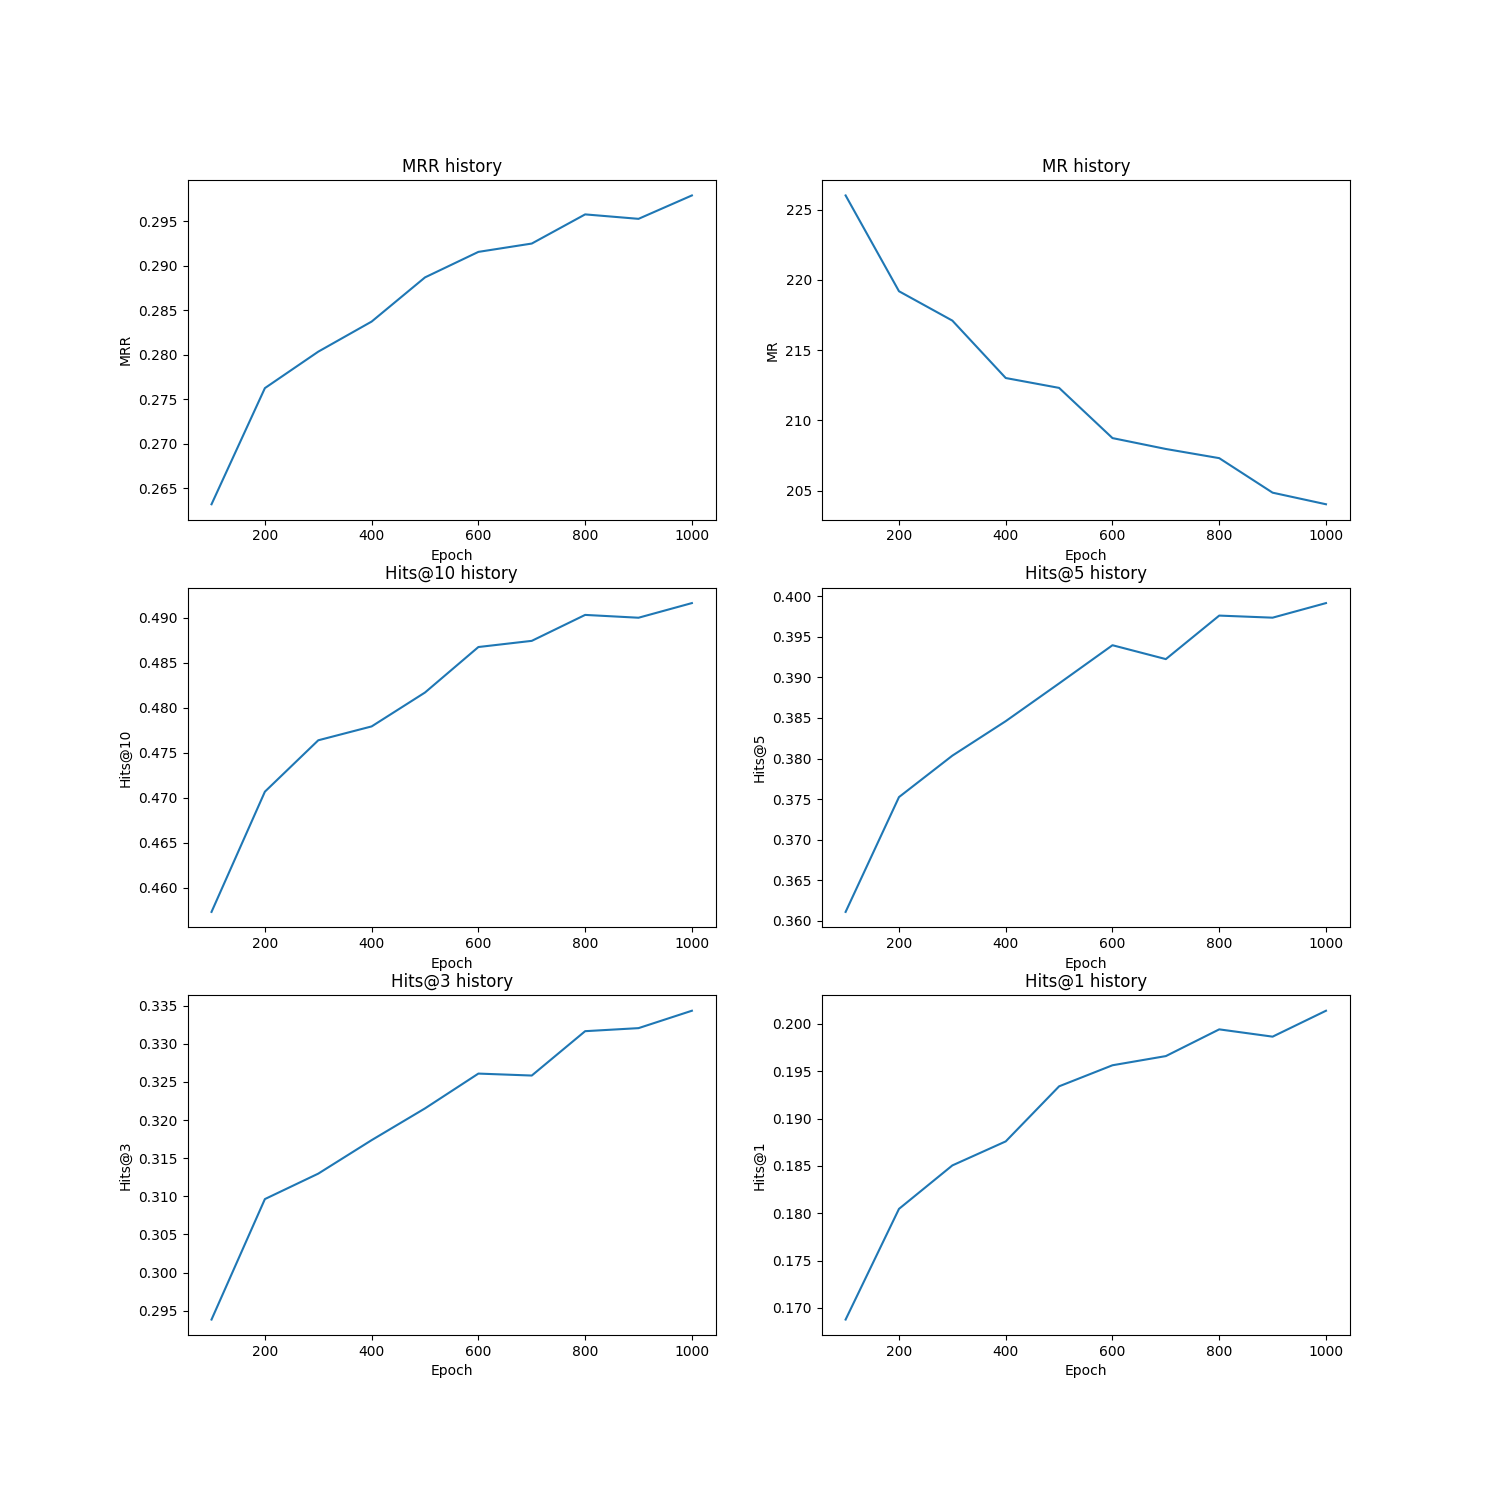 MRR history
MRR
0.295
0.290
0.285
0.280
0.275
0.270
0.265
200 400 600 800 1000
Epoch
MR history
MR
225
220
215
210
205
200 400 600 800 1000
Epoch
Hits@10 history
Hits@10
0.490
0.485
0.480
0.475
0.470
0.465
0.460
200 400 600 800 1000
Epoch
Hits@5 history
Hits@5
0.400
0.395
0.390
0.385
0.380
0.375
0.370
0.365
0.360
200 400 600 800 1000
Epoch
Hits@3 history
Hits@3
0.335
0.330
0.325
0.320
0.315
0.310
0.305
0.300
0.295
200 400 600 800 1000
Epoch
Hits@1 history
Hits@1
0.200
0.195
0.190
0.185
0.180
0.175
0.170
200 400 600 800 1000
Epoch